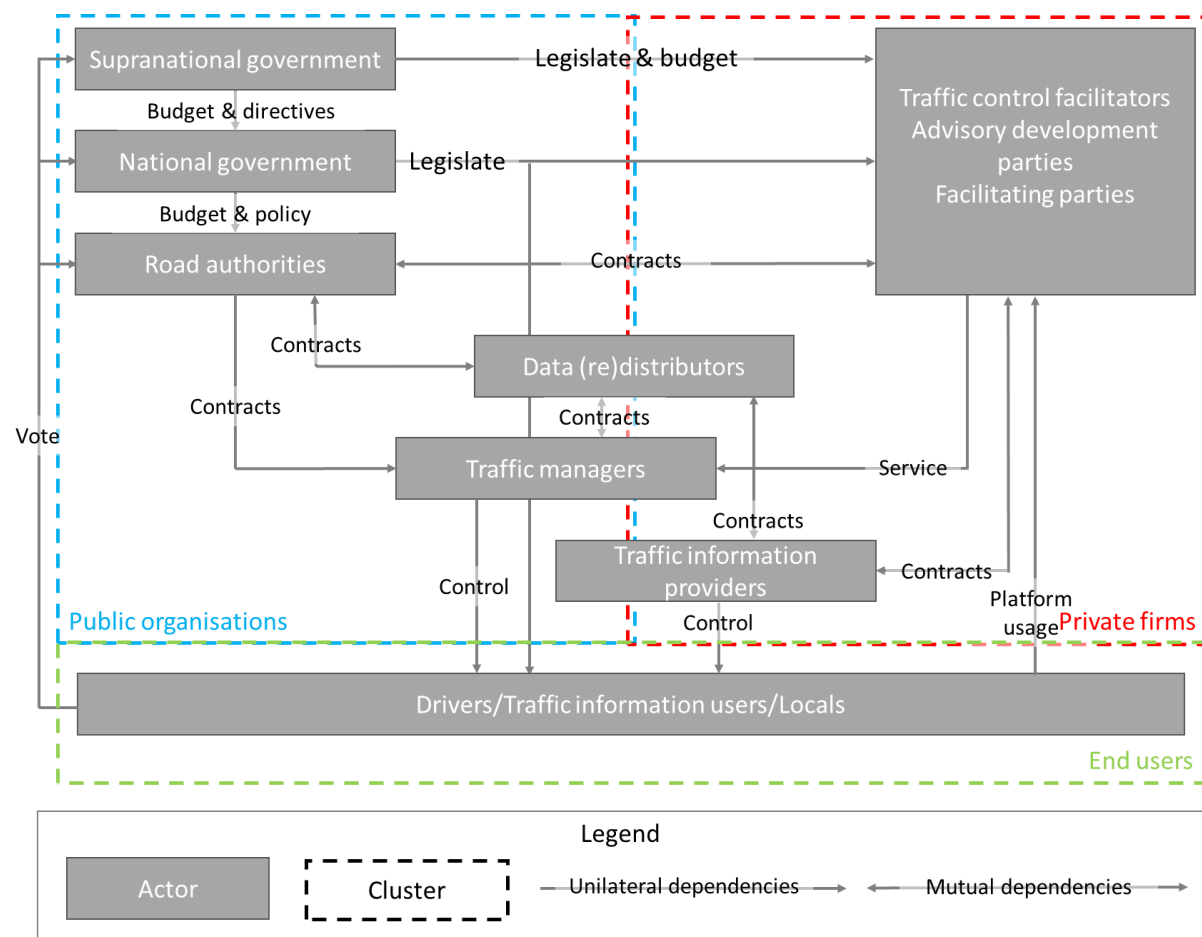 Supranational government
Legislate & budget
Traffic control facilitators
Advisory development
parties
Facilitating parties
Budget & directives
National government
Legislate
Budget & policy
Road authorities
Contracts
Contracts
Data (re)distributors
Contracts
Contracts
Vote
Traffic managers
Service
Contracts
Traffic information
providers
Contracts
Control
Control
Platform
usage
Public organisations
Private firms
Drivers/Traffic information users/Locals
End users
Legend
Actor
Cluster
Unilateral dependencies
Mutual dependencies